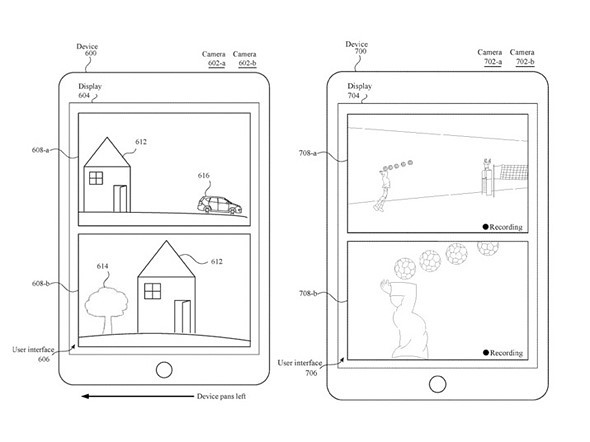 Device
600
Camera
602-a
Camera
602-b
Display
604
608-a
612
616
608-b
614
612
User interface
606
Device pans left
Device
700
Camera
702-a
Camera
702-b
Display
704
708-a
Recording
708-b
Recording
User interface
706